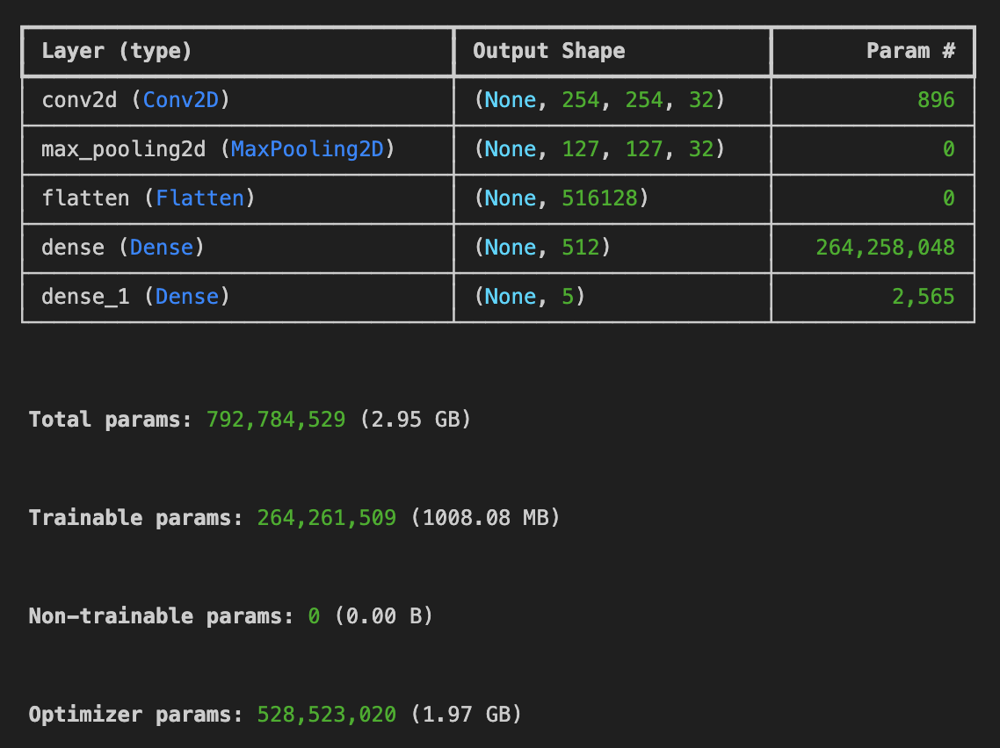 Layer (type) Output Shape Param #
conv2d (Conv2D) (None, 254, 254, 32) 896
max_pooling2d (MaxPooling2D) (None, 127, 127, 32) 0
flatten (Flatten) (None, 516128) 0
dense (Dense) (None, 512) 264,258,048
dense_1 (Dense) (None, 5) 2,565
Total params: 792,784,529 (2.95 GB)
Trainable params: 264,261,509 (1008.08 MB)
Non-trainable params: 0 (0.00 B)
Optimizer params: 528,523,020 (1.97 GB)